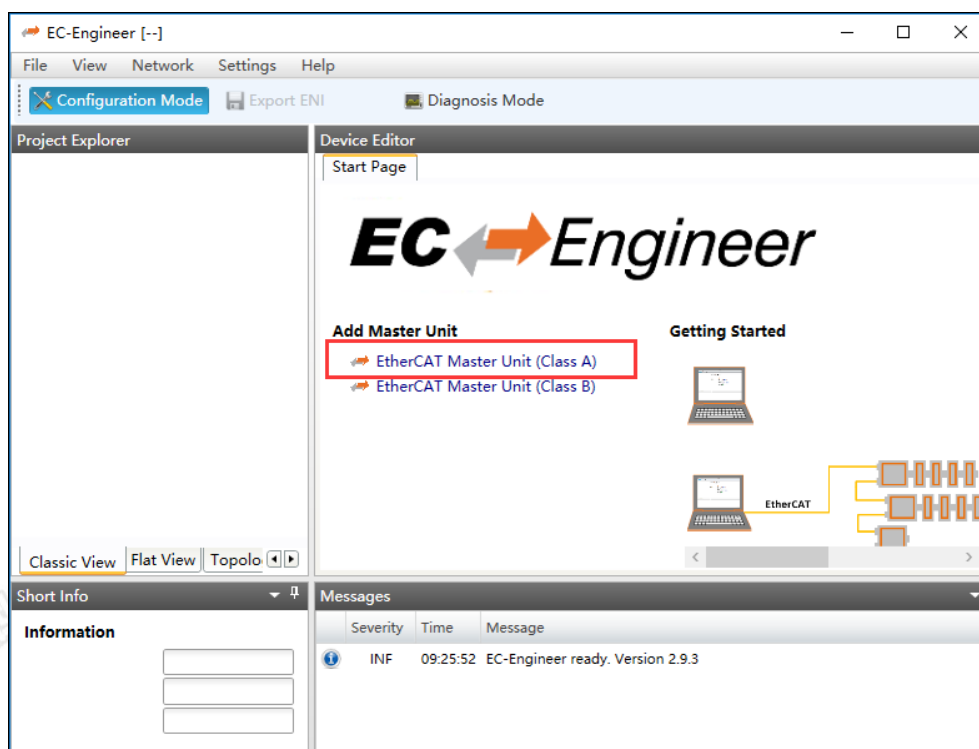 EC-Engineer [--]
File View Network Settings Help
Configuration Mode Export ENI Diagnosis Mode
Project Explorer
Device Editor
Start Page
EC Engineer
Add Master Unit
EtherCAT Master Unit (Class A)
EtherCAT Master Unit (Class B)
Getting Started
EtherCAT
Classic View Flat View Topolo
Short Info
Information
Messages
Severity Time Message
INF 09:25:52 EC-Engineer ready. Version 2.9.3